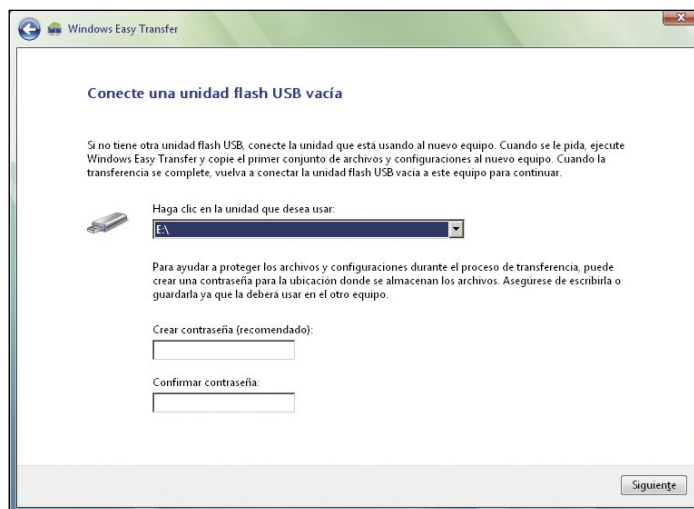 Windows Easy Transfer
Conecte una unidad flash USB vacía
Si no tiene otra unidad flash USB, conecte la unidad que está usando al nuevo equipo. Cuando se le pida, ejecute
Windows Easy Transfer y copie el primer conjunto de archivos y configuraciones al nuevo equipo. Cuando la
transferencia se complete, vuelva a conectar la unidad flash USB vacía a este equipo para continuar.
Haga clic en la unidad que desea usar:
E:\
Para ayudar a proteger los archivos y configuraciones durante el proceso de transferencia, puede
crear una contraseña para la ubicación donde se almacenan los archivos. Asegúrese de escribirla o
guardarla ya que la deberá usar en el otro equipo.
Crear contraseña (recomendado):
Confirmar contraseña:
Siguiente